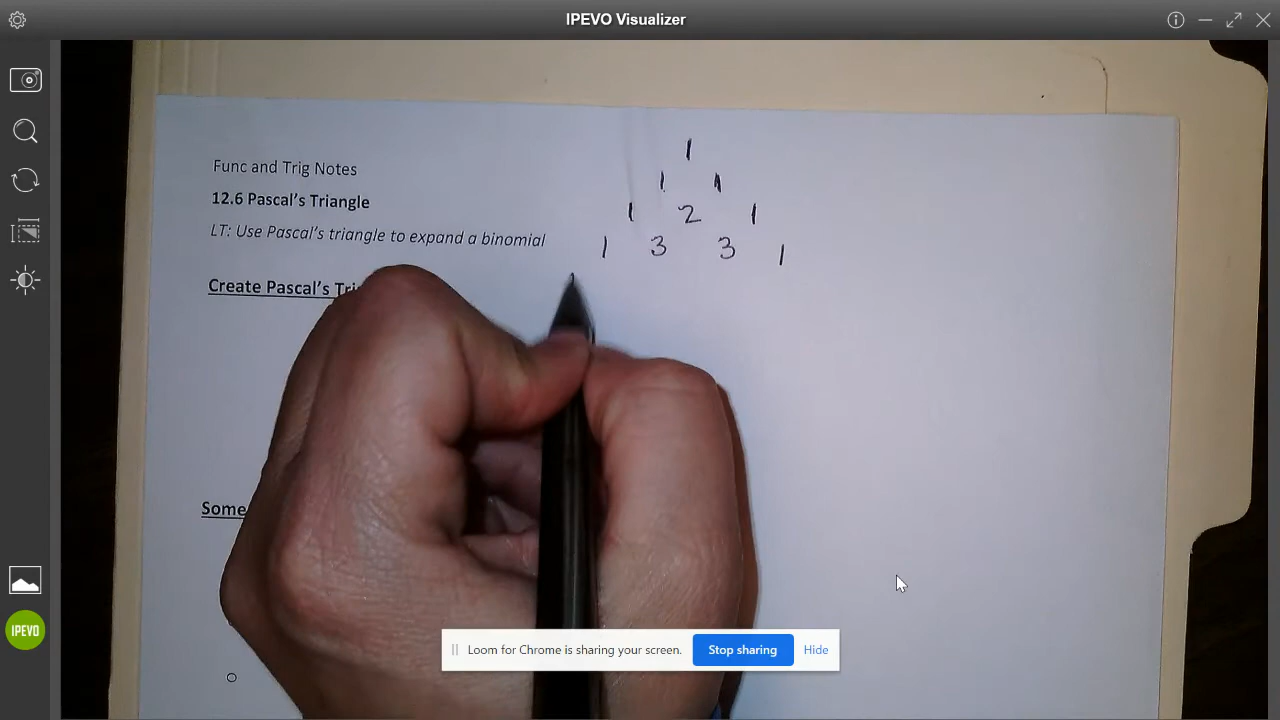 IPEVO Visualizer
Func and Trig Notes
12.6 Pascal's Triangle
LT: Use Pascal's triangle to expand a binomial
Create Pascal's Tri
1
1 1
1 2 1
1 3 3 1
Some
IPEVO
Loom for Chrome is sharing your screen. Stop sharing Hide